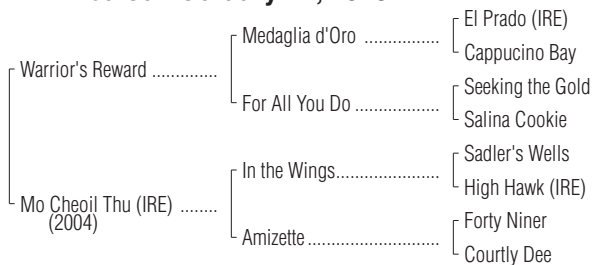 Medaglia d'Oro ...............
El Prado (IRE)
Cappucino Bay
Warrior's Reward .............
For All You Do .................
Seeking the Gold
Salina Cookie
In the Wings....................
Sadler's Wells
High Hawk (IRE)
Mo Cheoil Thu (IRE) ........
(2004)
Amizette .........................
Forty Niner
Courtly Dee